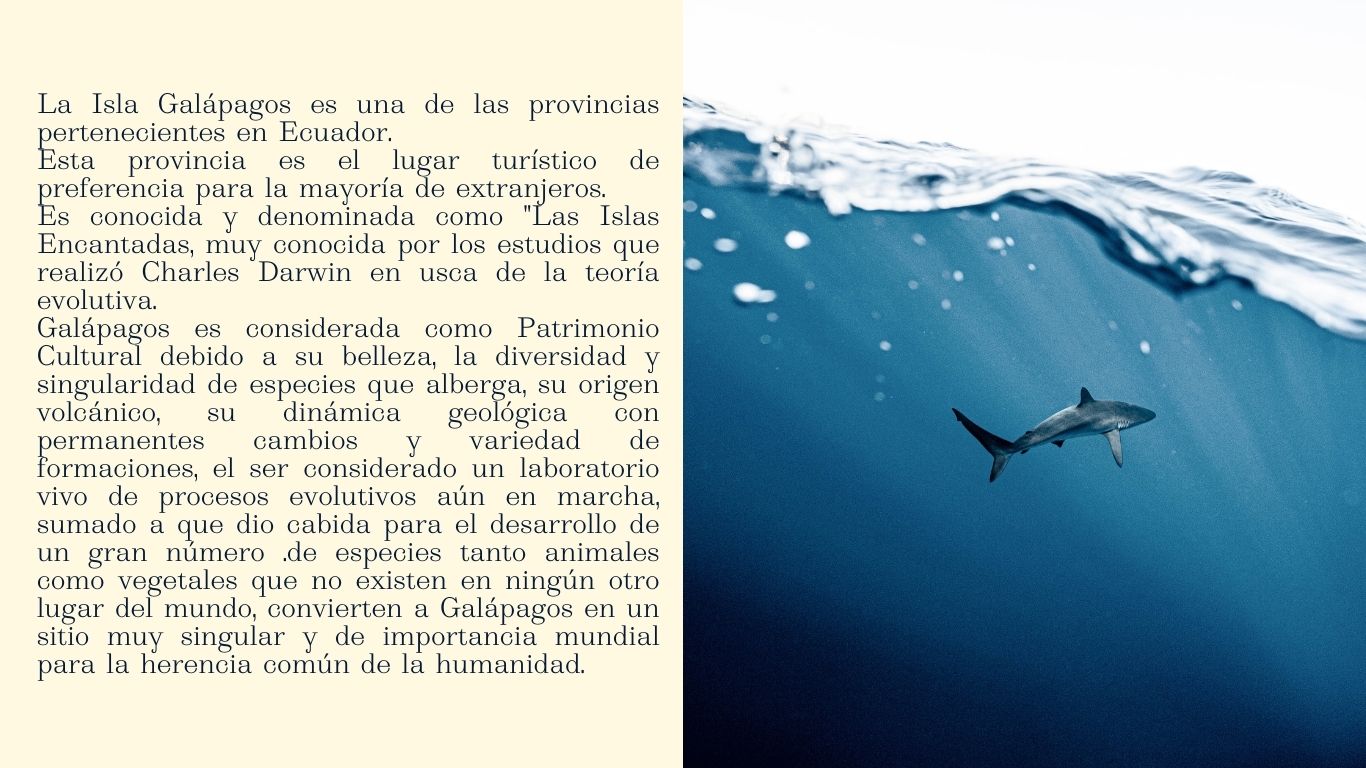 La Isla Galápagos es una de las provincias
pertenecientes en Ecuador.
Esta provincia es el lugar turístico de
preferencia para la mayoría de extranjeros.
Es conocida y denominada como "Las Islas
Encantadas, muy conocida por los estudios que
realizó Charles Darwin en usca de la teoría
evolutiva.
Galápagos es considerada como Patrimonio
Cultural debido a su belleza, la diversidad y
singularidad de especies que alberga, su origen
volcánico, su dinámica geológica con
permanentes cambios y variedad de
formaciones, el ser considerado un laboratorio
vivo de procesos evolutivos aún en marcha,
sumado a que dio cabida para el desarrollo de
un gran número .de especies tanto animales
como vegetales que no existen en ningún otro
lugar del mundo, convierten a Galápagos en un
sitio muy singular y de importancia mundial
para la herencia común de la humanidad.